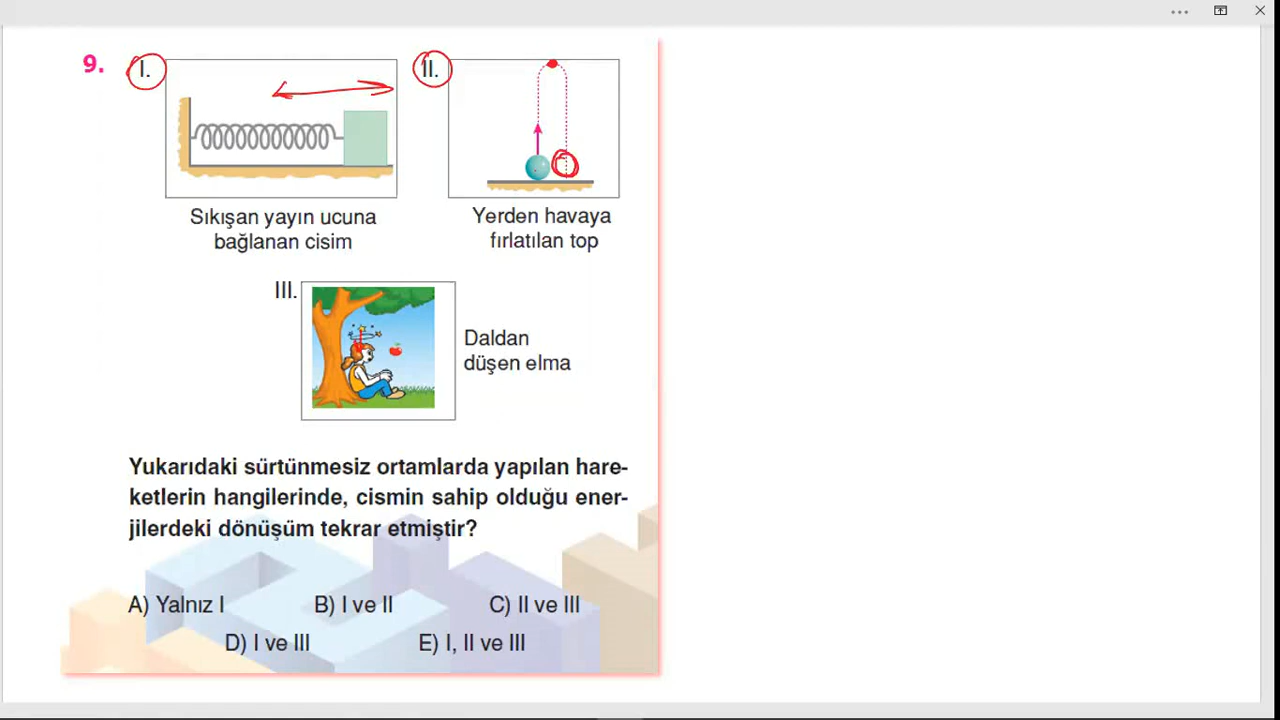 9.
I.
II.
Sıkışan yayın ucuna
bağlanan cisim
Yerden havaya
fırlatılan top
III.
Daldan
düşen elma
Yukarıdaki sürtünmesiz ortamlarda yapılan hare-
ketlerin hangilerinde, cismin sahip olduğu ener-
jilerdeki dönüşüm tekrar etmiştir?
A) Yalnız I
B) I ve II
C) II ve III
D) I ve III
E) I, II ve III